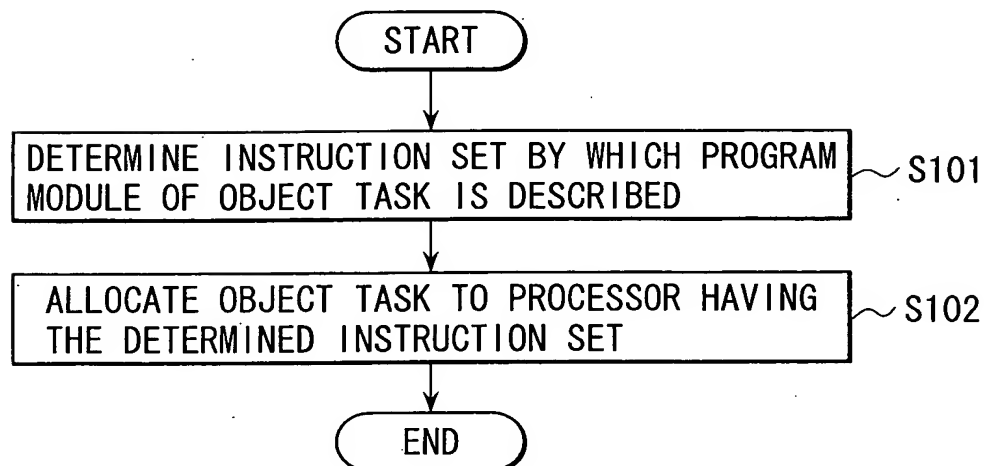 START
DETERMINE INSTRUCTION SET BY WHICH PROGRAM
MODULE OF OBJECT TASK IS DESCRIBED
S101
ALLOCATE OBJECT TASK TO PROCESSOR HAVING
THE DETERMINED INSTRUCTION SET
S102
END